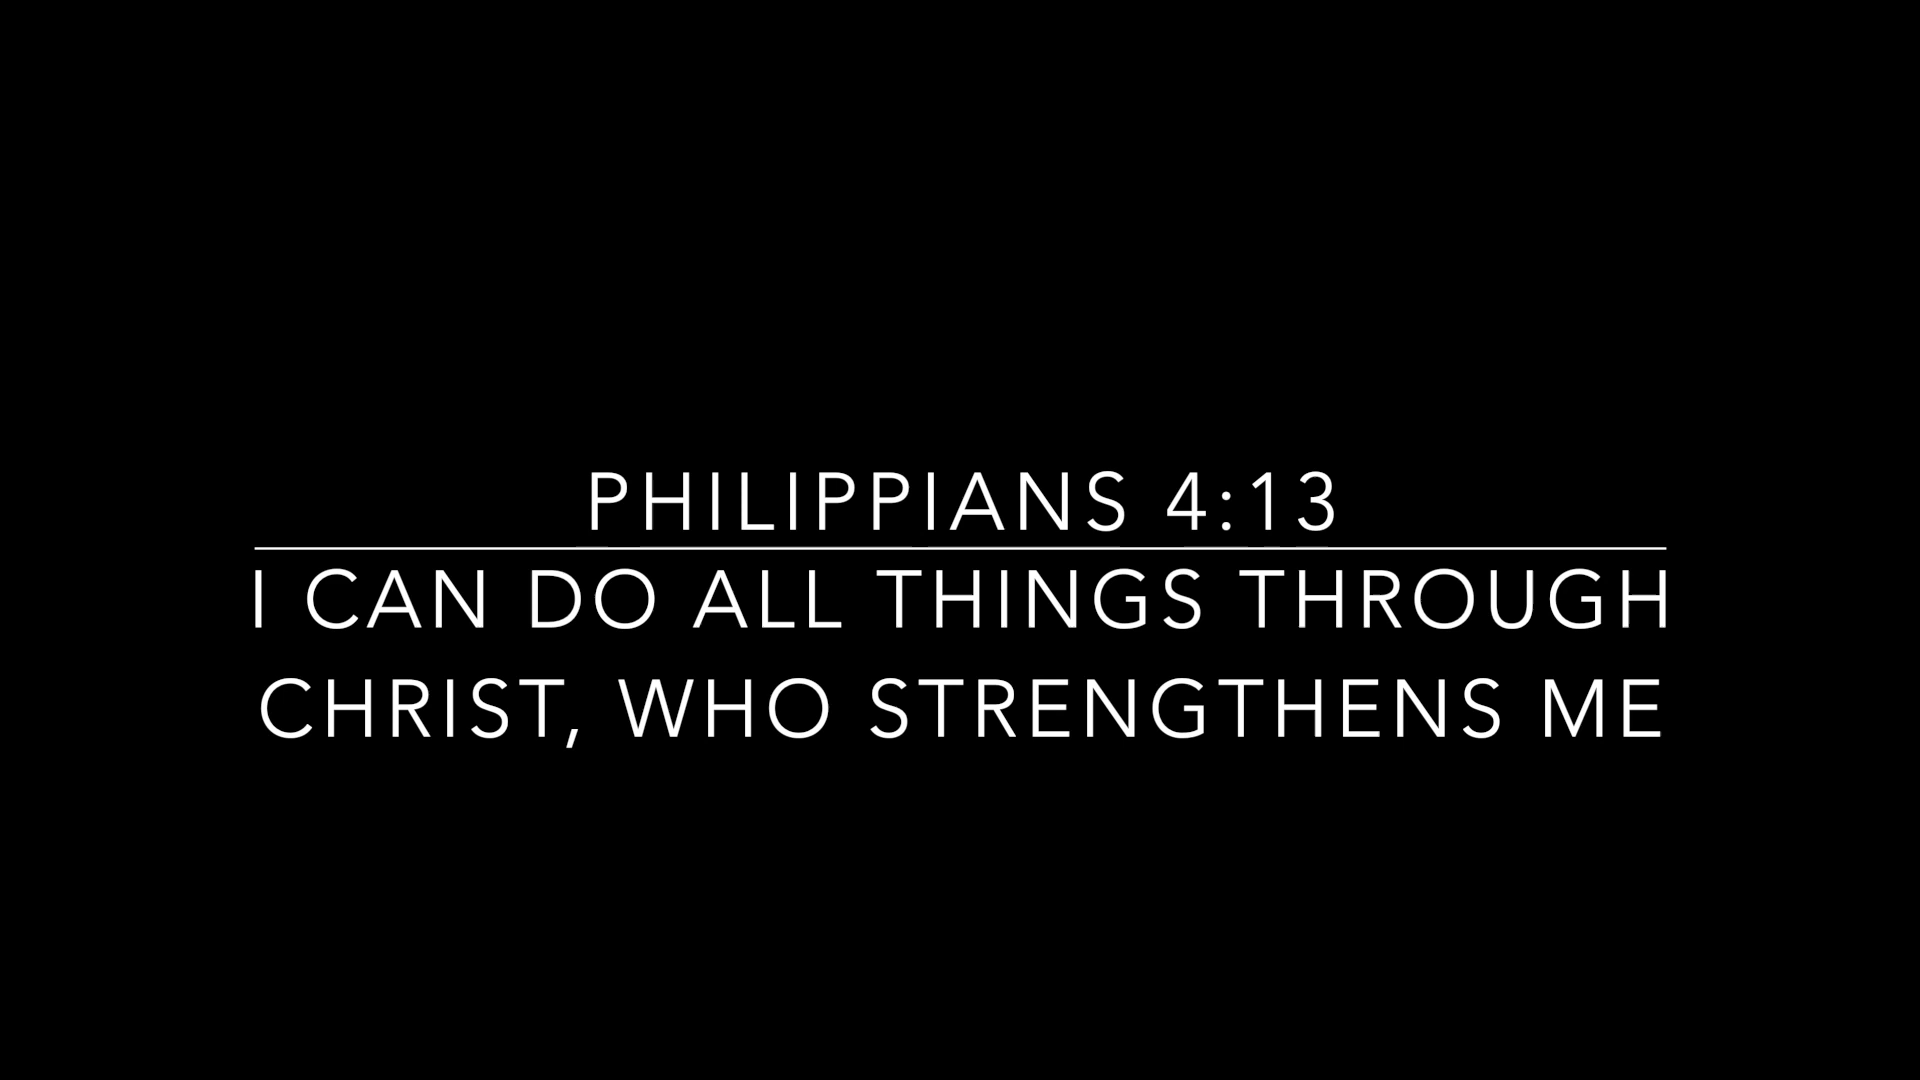 PHILIPPIANS 4:13
I CAN DO ALL THINGS THROUGH
CHRIST, WHO STRENGTHENS ME